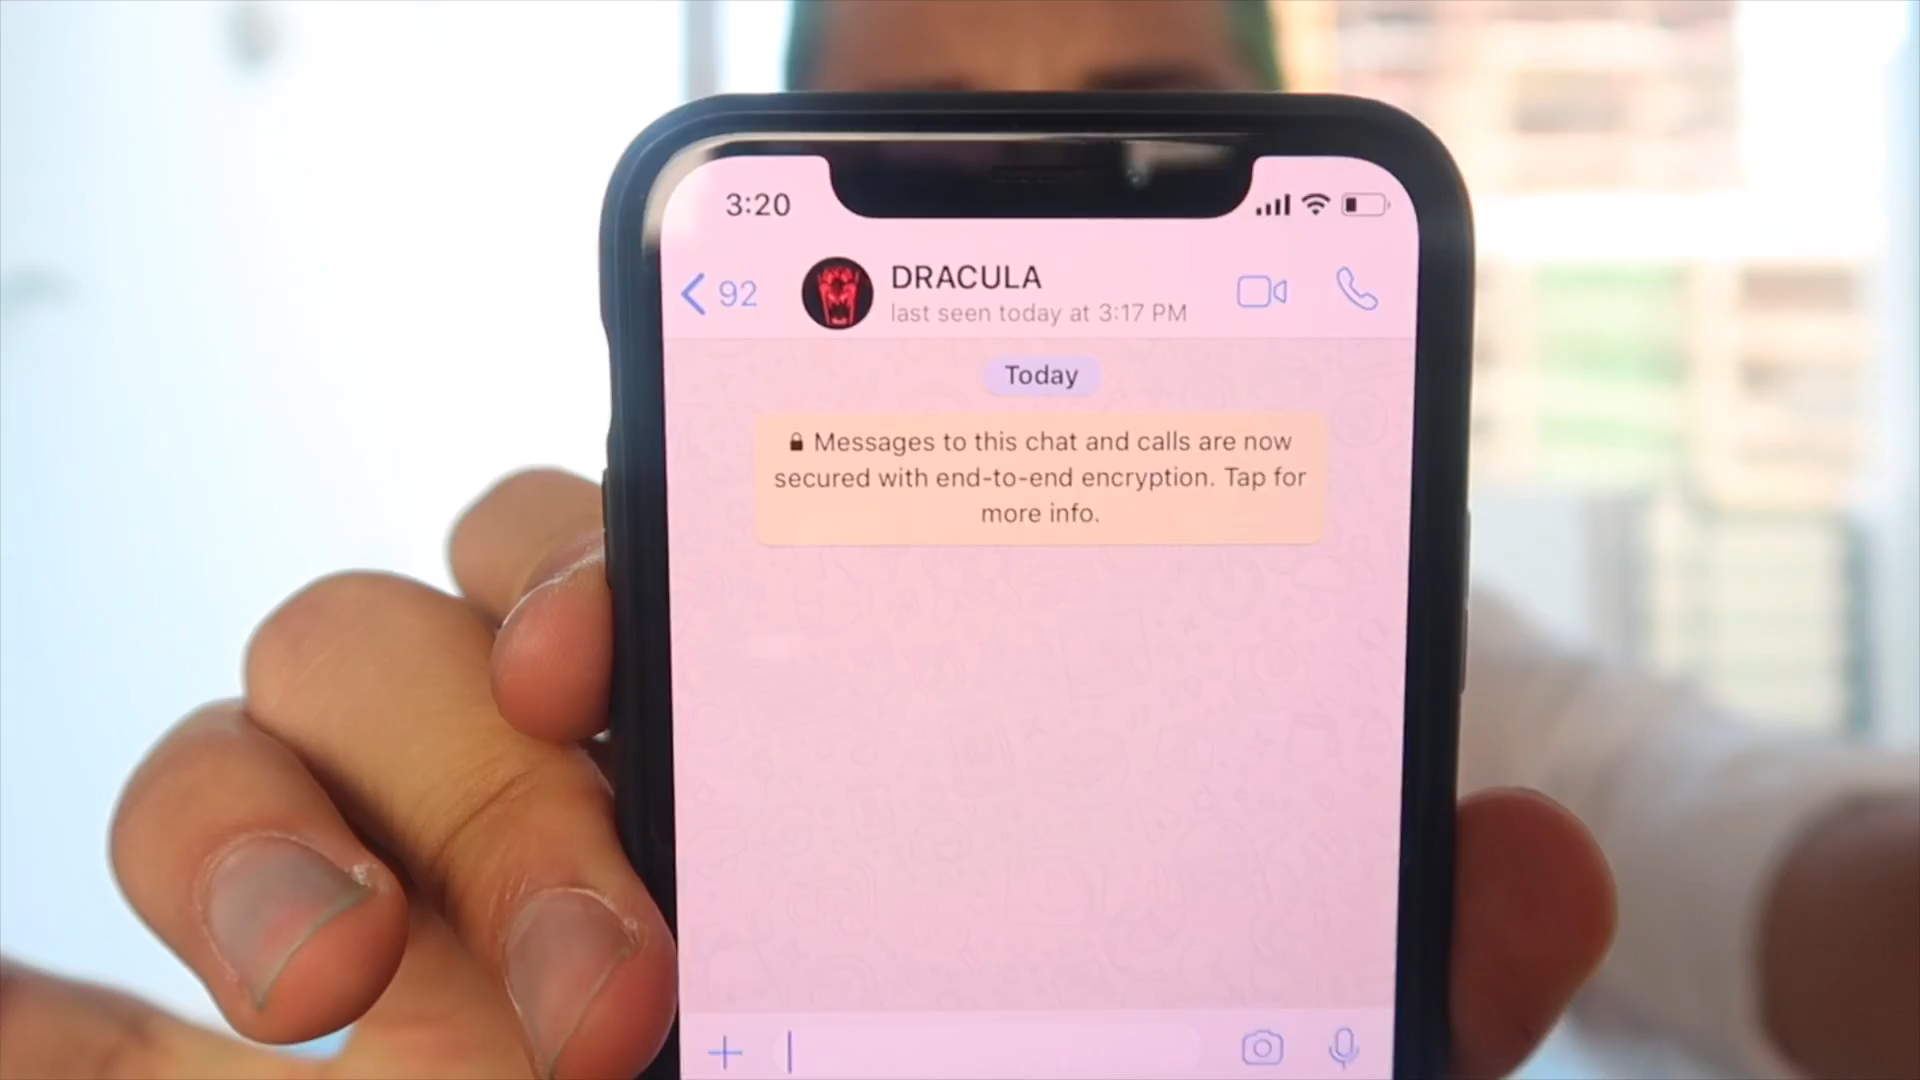 3:20
92
DRACULA
last seen today at 3:17 PM
Today
Messages to this chat and calls are now
secured with end-to-end encryption. Tap for
more info.